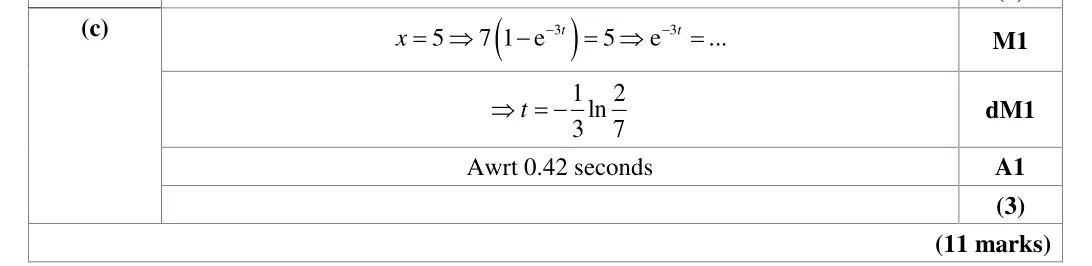 (c)
x = 5 ⇒ 7(1 − e⁻³ᵗ) = 5 ⇒ e⁻³ᵗ = ...
M1
⇒ t = −1/3 ln 2/7
dM1
Awrt 0.42 seconds
A1
(3)
(11 marks)